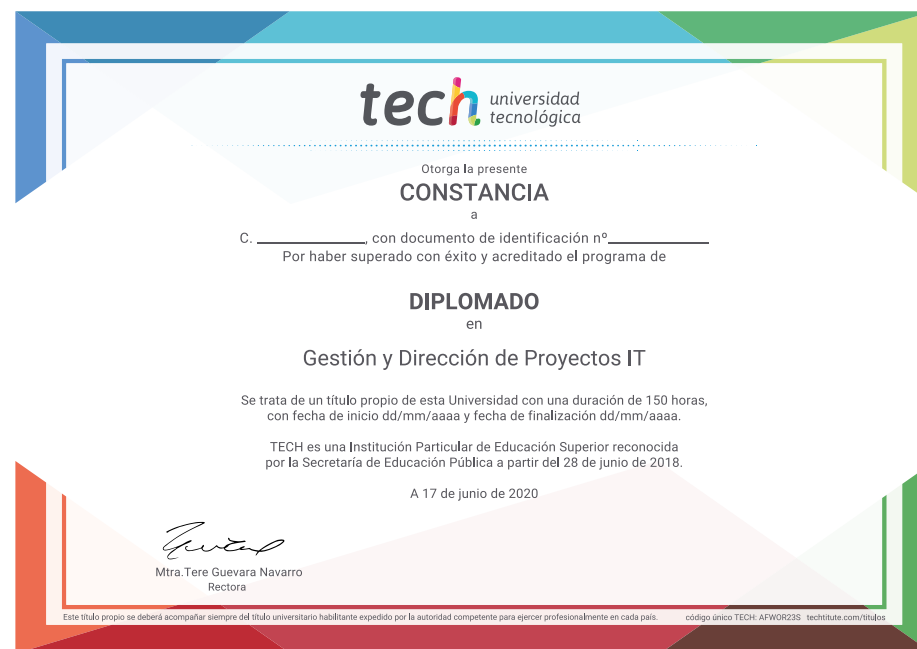 tech universidad
tecnológica
Otorga la presente
CONSTANCIA
a
C. ____________, con documento de identificación nº____________
Por haber superado con éxito y acreditado el programa de
DIPLOMADO
en
Gestión y Dirección de Proyectos IT
Se trata de un título propio de esta Universidad con una duración de 150 horas,
con fecha de inicio dd/mm/aaaa y fecha de finalización dd/mm/aaaa.
TECH es una Institución Particular de Educación Superior reconocida
por la Secretaría de Educación Pública a partir del 28 de junio de 2018.
A 17 de junio de 2020
Mtra.Tere Guevara Navarro
Rectora
Este título propio se deberá acompañar siempre del título universitario habilitante expedido por la autoridad competente para ejercer profesionalmente en cada país. código único TECH: AFWOR23S techtitute.com/titulos